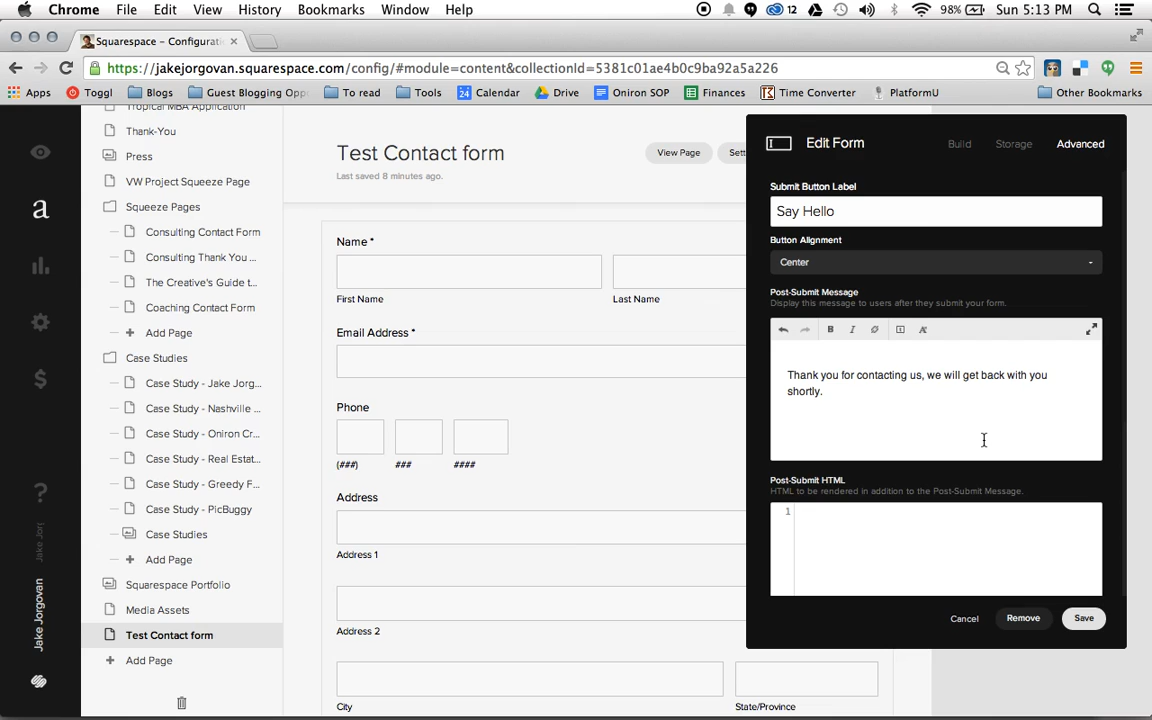 Chrome File Edit View History Bookmarks Window Help 12 98% Sun 5:13 PM
Squarespace – Configurati
https://jakejorgovan.squarespace.com/config/#module=content&collectionId=5381c01ae4b0c9ba92a5a226
Apps Toggl Blogs Guest Blogging Opp To read Tools 24 Calendar Drive Oniron SOP Finances Time Converter PlatformU Other Bookmarks
Tropical MBA Application
Thank-You
Press
VW Project Squeeze Page
Squeeze Pages
Consulting Contact Form
Consulting Thank You ...
The Creative's Guide t...
Coaching Contact Form
Add Page
Case Studies
Case Study - Jake Jorg...
Case Study - Nashville ...
Case Study - Oniron Cr...
Case Study - Real Estat...
Case Study - Greedy F...
Case Study - PicBuggy
Case Studies
Add Page
Squarespace Portfolio
Media Assets
Test Contact form
Add Page
a
$
?
Jake Jor(
Jake Jorgovan
Test Contact form
Last saved 8 minutes ago.
View Page
Sett
Name *
First Name
Last Name
Email Address *
Phone
(###)
###
####
Address
Address 1
Address 2
City
State/Province
Edit Form
Build
Storage
Advanced
Submit Button Label
Say Hello
Button Alignment
Center
Post-Submit Message
Display this message to users after they submit your form.
B I
Thank you for contacting us, we will get back with you
shortly.
Post-Submit HTML
HTML to be rendered in addition to the Post-Submit Message.
1
Cancel
Remove
Save